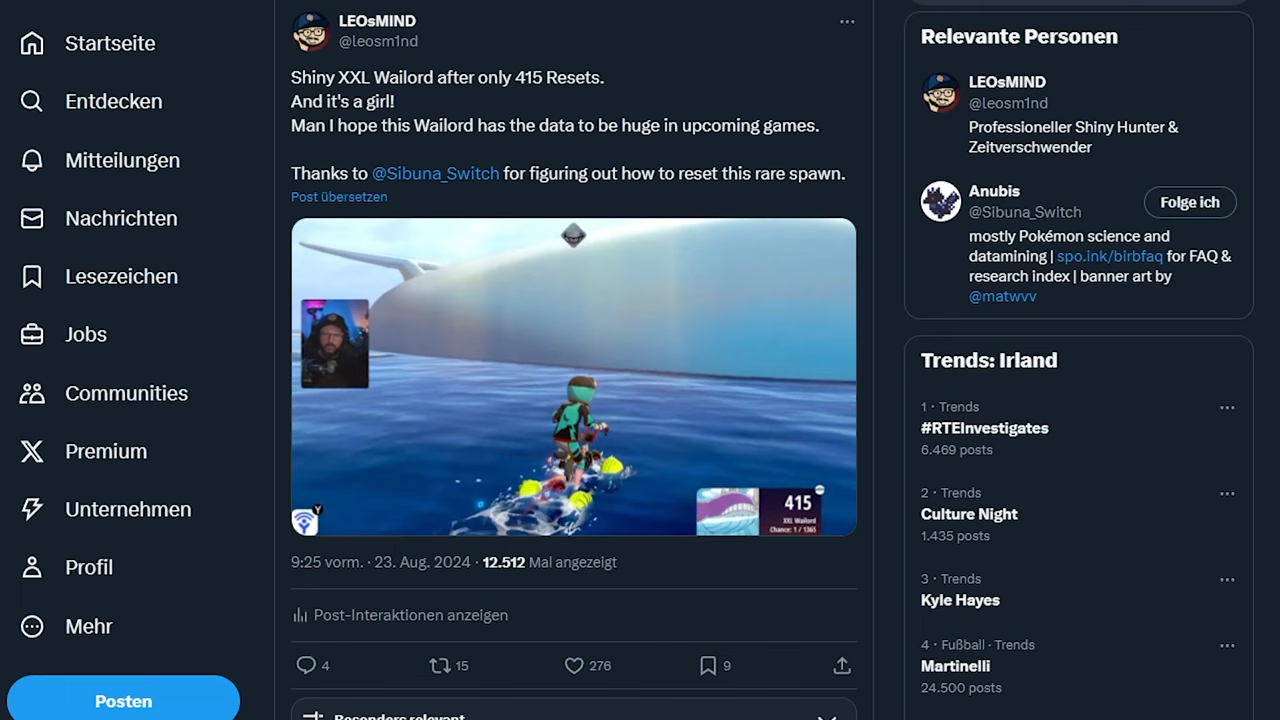 Startseite
Entdecken
Mitteilungen
Nachrichten
Lesezeichen
Jobs
Communities
Premium
Unternehmen
Profil
Mehr
Posten
LEOsMIND
@leosm1nd
Shiny XXL Wailord after only 415 Resets.
And it's a girl!
Man I hope this Wailord has the data to be huge in upcoming games.
Thanks to @Sibuna_Switch for figuring out how to reset this rare spawn.
Post übersetzen
Y
415
XXL Wailord
Chance: 1 / 1365
9:25 vorm. · 23. Aug. 2024 · 12.512 Mal angezeigt
Post-Interaktionen anzeigen
4 15 276 9
Besonders relevant
Relevante Personen
LEOsMIND
@leosm1nd
Professioneller Shiny Hunter &
Zeitverschwender
Anubis
@Sibuna_Switch
Folge ich
mostly Pokémon science and
datamining | spo.ink/birbfaq for FAQ &
research index | banner art by
@matwvv
Trends: Irland
1 · Trends
#RTEInvestigates
6.469 posts
2 · Trends
Culture Night
1.435 posts
3 · Trends
Kyle Hayes
4 · Fußball · Trends
Martinelli
24.500 posts